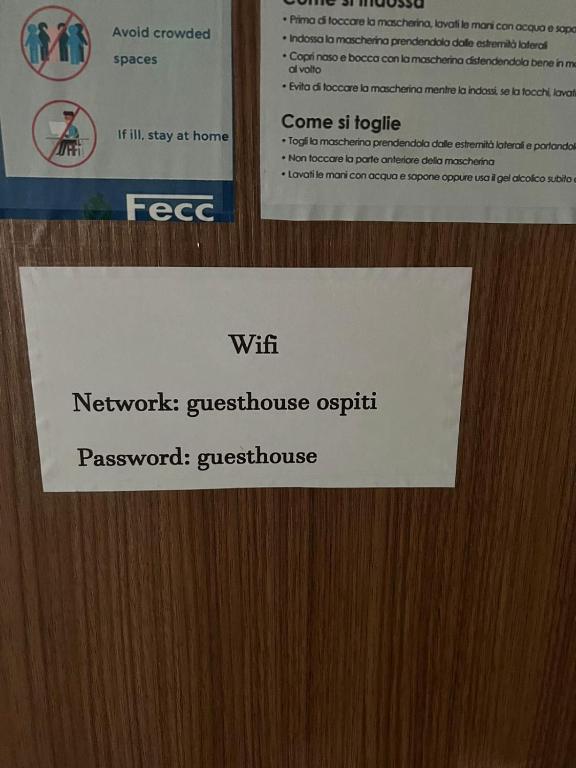 Avoid crowded
spaces
If ill, stay at home
Fecc
Come si indossa
• Prima di toccare la mascherina, lavati le mani con acqua e sapo
• Indossa la mascherina prendendola dalle estremità laterali
• Copri naso e bocca con la mascherina distendendola bene in m
al volto
• Evita di toccare la mascherina mentre la indossi, se la tocchi, lavati
Come si toglie
• Togli la mascherina prendendola dalle estremità laterali e portandol
• Non toccare la parte anteriore della mascherina
• Lavati le mani con acqua e sapone oppure usa il gel alcolico subito
Wifi
Network: guesthouse ospiti
Password: guesthouse